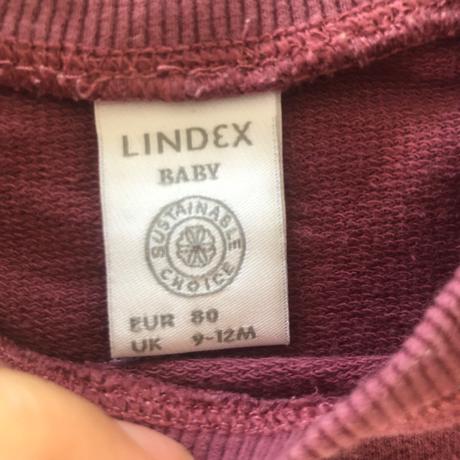 LINDEX
BABY
SUSTAINABLE
CHOICE
EUR 80
UK 9-12M